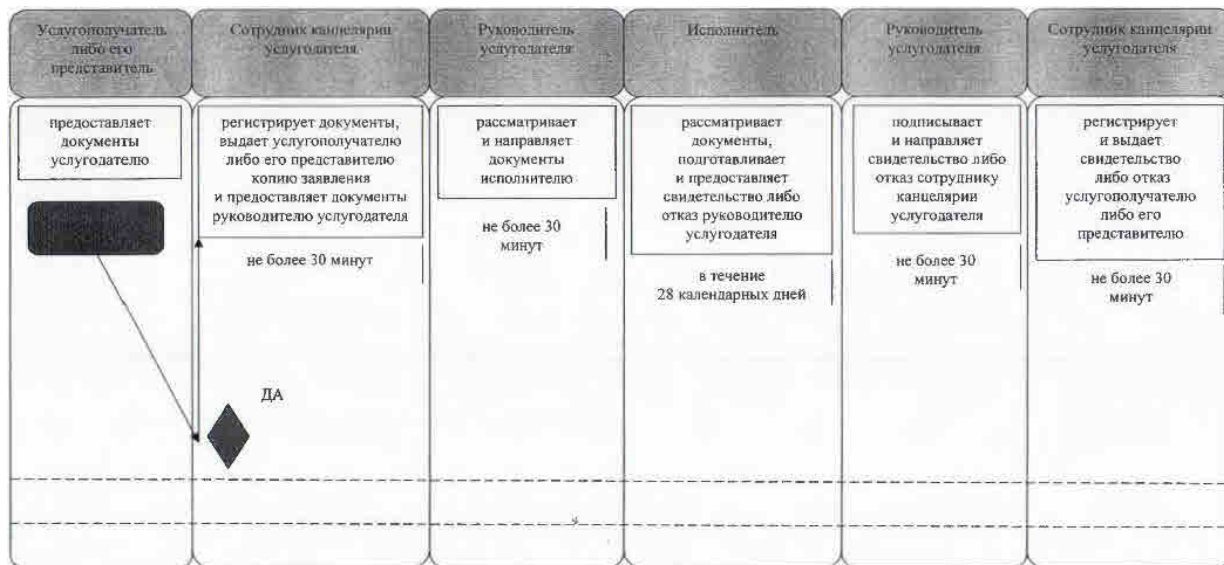 Услугополучатель
либо его
представитель
Сотрудник канцелярии
услугодателя
Руководитель
услугодателя
Исполнитель
Руководитель
услугодателя
Сотрудник канцелярии
услугодателя
предоставляет
документы
услугодателю
регистрирует документы,
выдает услугополучателю
либо его представителю
копию заявления
и предоставляет документы
руководителю услугодателя
не более 30 минут
ДА
рассматривает
и направляет
документы
исполнителю
не более 30
минут
рассматривает
документы,
подготавливает
и предоставляет
свидетельство либо
отказ руководителю
услугодателя
в течение
28 календарных дней
подписывает
и направляет
свидетельство либо
отказ сотруднику
канцелярии
услугодателя
не более 30
минут
регистрирует
и выдает
свидетельство
либо отказ
услугополучателю
либо его
представителю
не более 30
минут